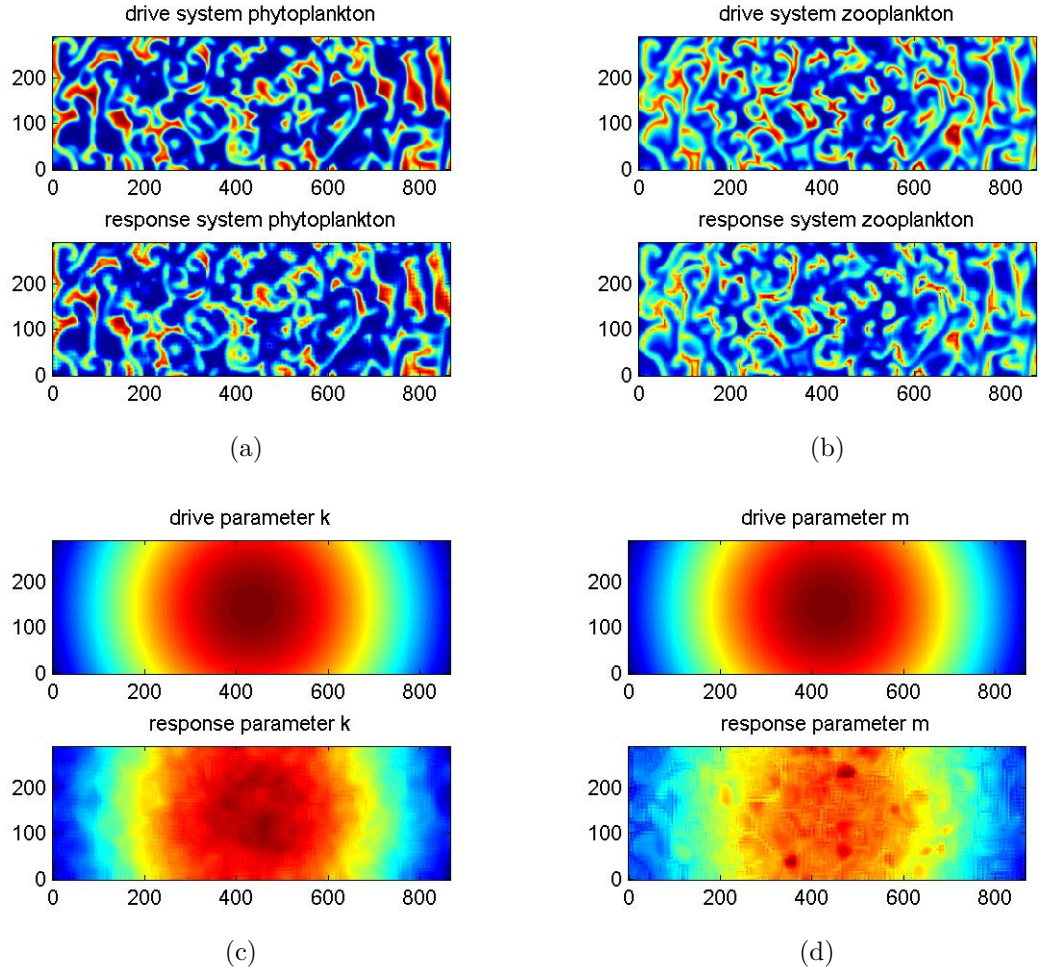 drive system phytoplankton
200
100
0
0 200 400 600 800
response system phytoplankton
200
100
0
0 200 400 600 800
(a)
drive system zooplankton
200
100
0
0 200 400 600 800
response system zooplankton
200
100
0
0 200 400 600 800
(b)
drive parameter k
200
100
0
0 200 400 600 800
response parameter k
200
100
0
0 200 400 600 800
(c)
drive parameter m
200
100
0
0 200 400 600 800
response parameter m
200
100
0
0 200 400 600 800
(d)